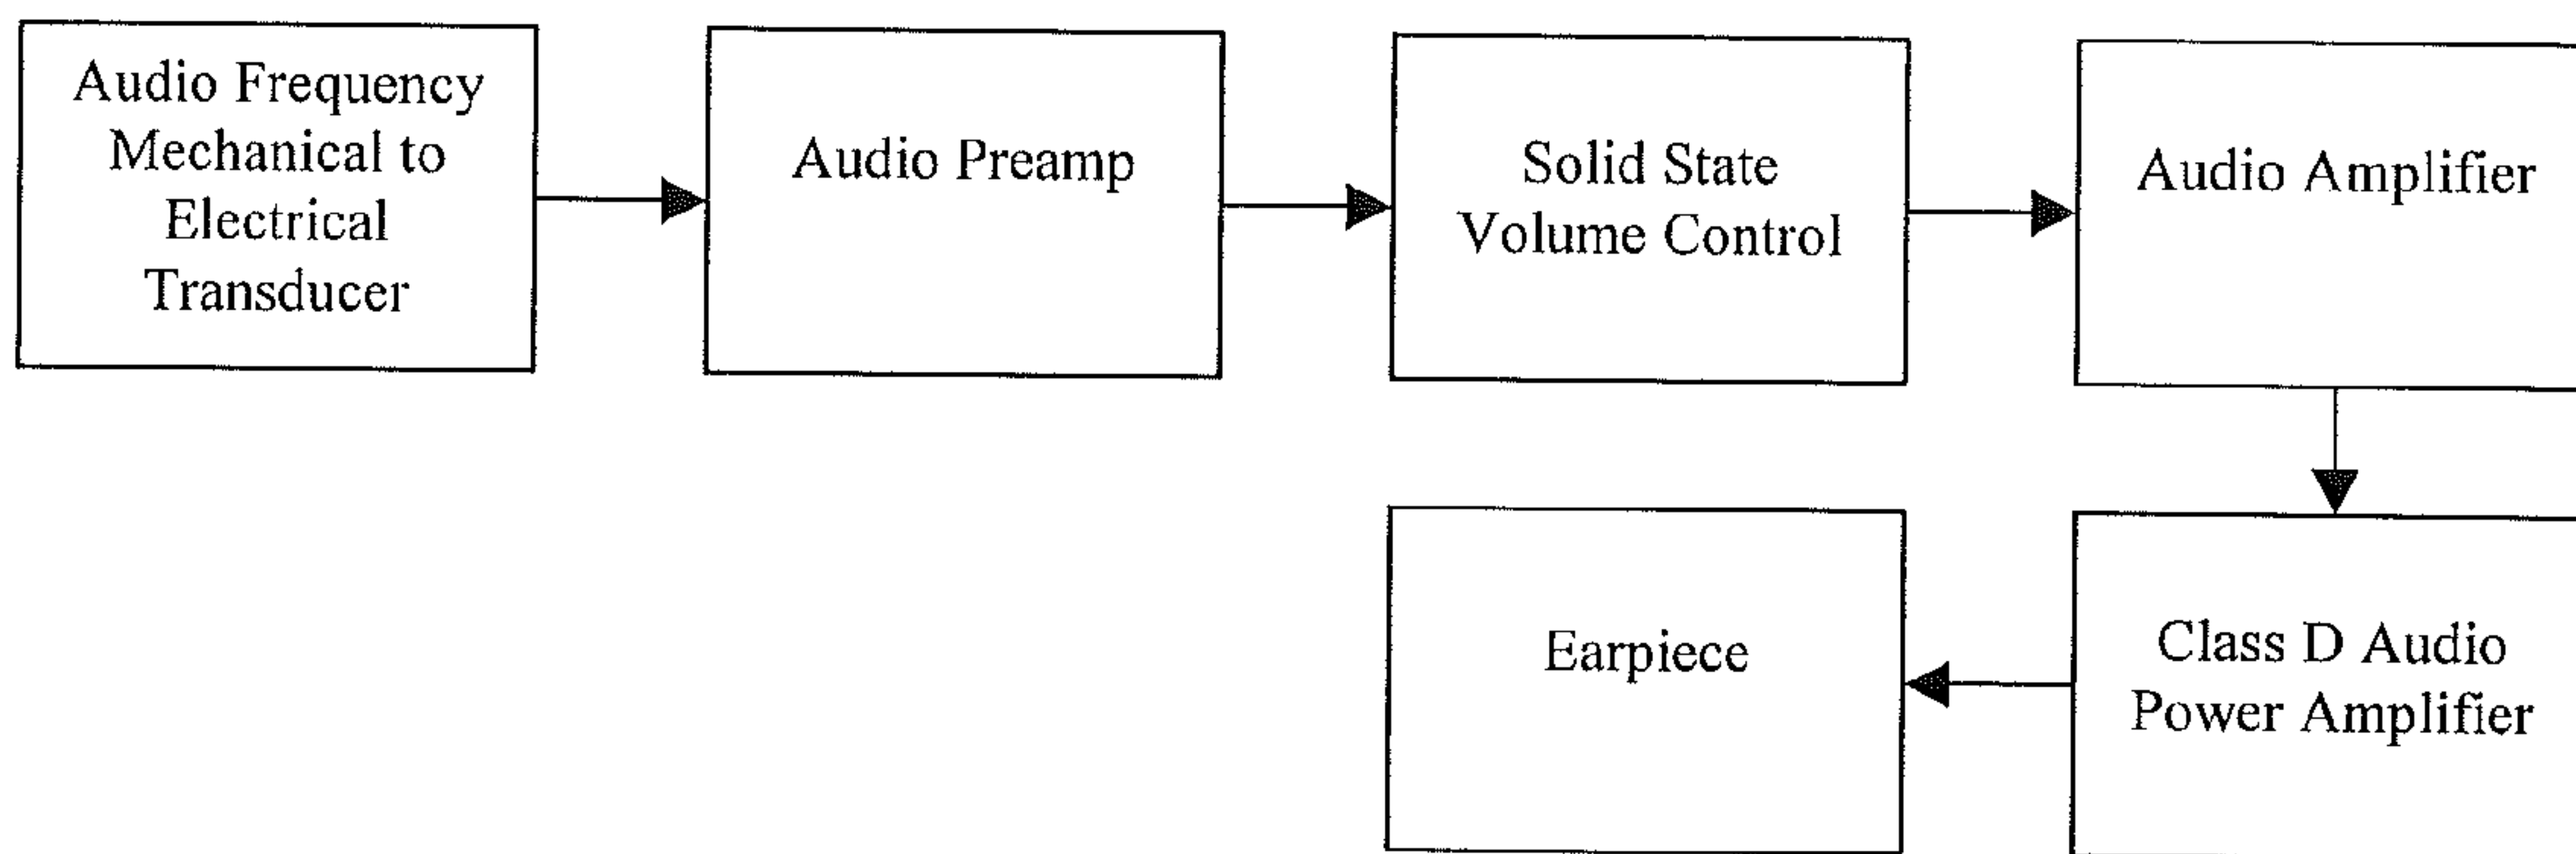 Audio Frequency
Mechanical to
Electrical
Transducer
Audio Preamp
Solid State
Volume Control
Audio Amplifier
Class D Audio
Power Amplifier
Earpiece